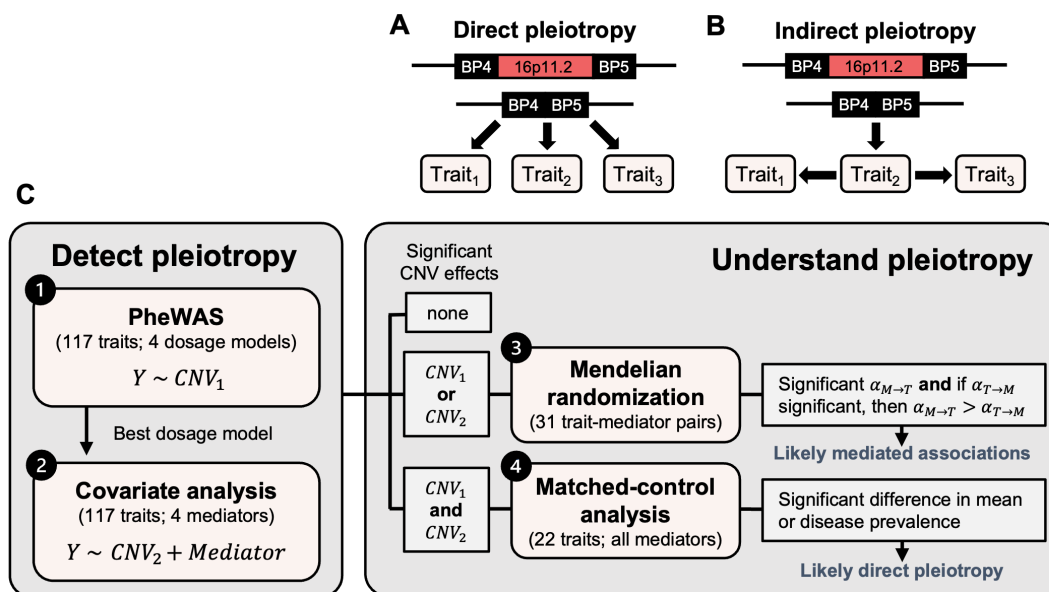 A
Direct pleiotropy
BP4 16p11.2 BP5
BP4 BP5
Trait₁ Trait₂ Trait₃
B
Indirect pleiotropy
BP4 16p11.2 BP5
BP4 BP5
Trait₁ Trait₂ Trait₃
C
Detect pleiotropy
1
PheWAS
(117 traits; 4 dosage models)
Y ~ CNV₁
Best dosage model
2
Covariate analysis
(117 traits; 4 mediators)
Y ~ CNV₂ + Mediator
Understand pleiotropy
Significant
CNV effects
none
CNV₁
or
CNV₂
3
Mendelian
randomization
(31 trait-mediator pairs)
Significant α_{M→T} and if α_{T→M}
significant, then α_{M→T} > α_{T→M}
Likely mediated associations
CNV₁
and
CNV₂
4
Matched-control
analysis
(22 traits; all mediators)
Significant difference in mean
or disease prevalence
Likely direct pleiotropy